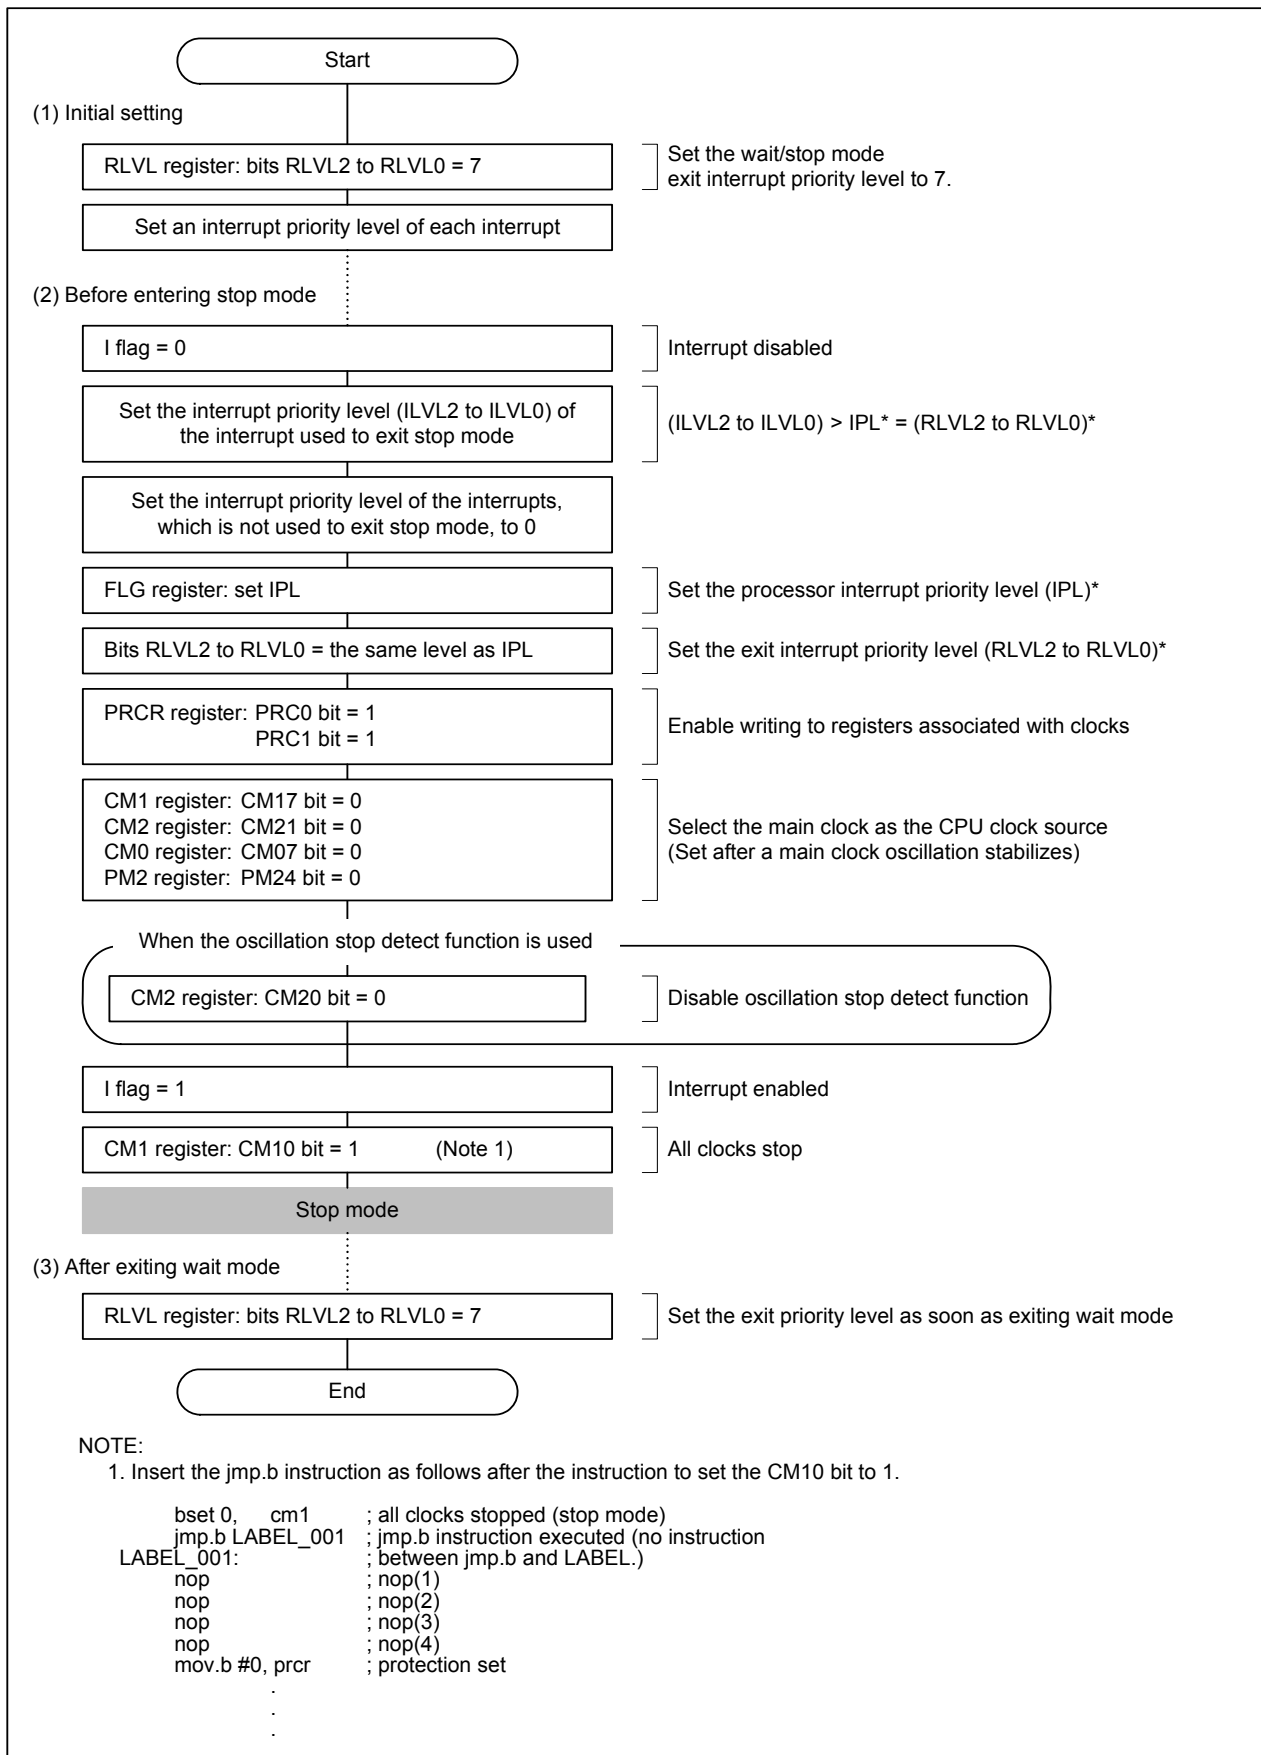 Start
(1) Initial setting
RLVL register: bits RLVL2 to RLVL0 = 7
Set the wait/stop mode
exit interrupt priority level to 7.
Set an interrupt priority level of each interrupt
(2) Before entering stop mode
I flag = 0
Interrupt disabled
Set the interrupt priority level (ILVL2 to ILVL0) of
the interrupt used to exit stop mode
(ILVL2 to ILVL0) > IPL* = (RLVL2 to RLVL0)*
Set the interrupt priority level of the interrupts,
which is not used to exit stop mode, to 0
FLG register: set IPL
Set the processor interrupt priority level (IPL)*
Bits RLVL2 to RLVL0 = the same level as IPL
Set the exit interrupt priority level (RLVL2 to RLVL0)*
PRCR register: PRC0 bit = 1
PRC1 bit = 1
Enable writing to registers associated with clocks
CM1 register: CM17 bit = 0
CM2 register: CM21 bit = 0
CM0 register: CM07 bit = 0
PM2 register: PM24 bit = 0
Select the main clock as the CPU clock source
(Set after a main clock oscillation stabilizes)
When the oscillation stop detect function is used
CM2 register: CM20 bit = 0
Disable oscillation stop detect function
I flag = 1
Interrupt enabled
CM1 register: CM10 bit = 1 (Note 1)
All clocks stop
Stop mode
(3) After exiting wait mode
RLVL register: bits RLVL2 to RLVL0 = 7
Set the exit priority level as soon as exiting wait mode
End
NOTE:
1. Insert the jmp.b instruction as follows after the instruction to set the CM10 bit to 1.
bset 0, cm1 ; all clocks stopped (stop mode)
jmp.b LABEL_001 ; jmp.b instruction executed (no instruction
LABEL_001: ; between jmp.b and LABEL.)
nop ; nop(1)
nop ; nop(2)
nop ; nop(3)
nop ; nop(4)
mov.b #0, prcr ; protection set
.
.
.